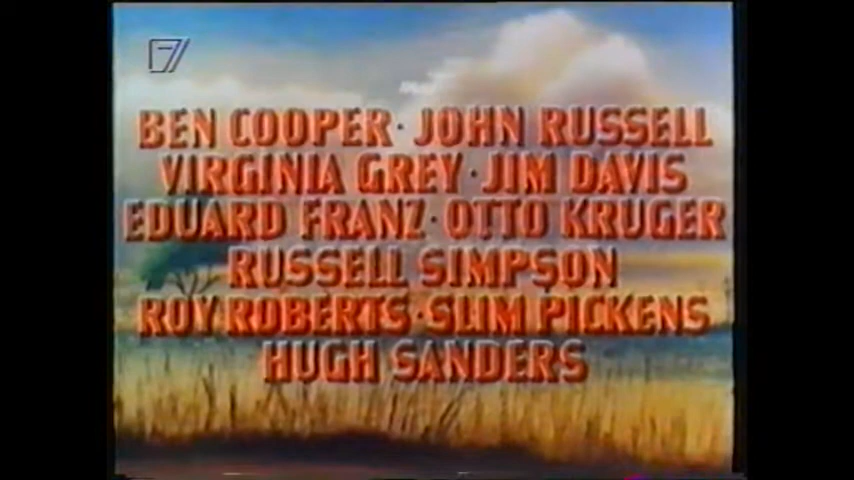 7
BEN COOPER · JOHN RUSSELL
VIRGINIA GREY · JIM DAVIS
EDUARD FRANZ · OTTO KRUGER
RUSSELL SIMPSON
ROY ROBERTS · SLIM PICKENS
HUGH SANDERS